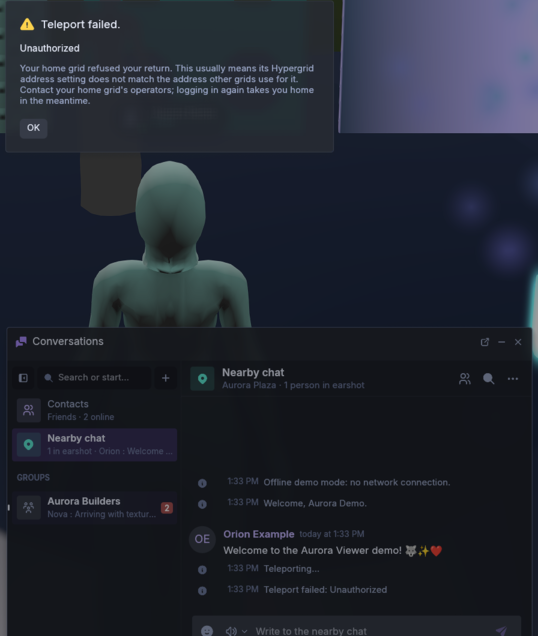 Teleport failed.
Unauthorized
Your home grid refused your return. This usually means its Hypergrid
address setting does not match the address other grids use for it.
Contact your home grid's operators; logging in again takes you home
in the meantime.
OK
Conversations
Search or start...
Contacts
Friends · 2 online
Nearby chat
1 in earshot · Orion : Welcome ...
GROUPS
Aurora Builders
Nova : Arriving with textur...
2
Nearby chat
Aurora Plaza · 1 person in earshot
1:33 PM Offline demo mode: no network connection.
1:33 PM Welcome, Aurora Demo.
OE
Orion Example today at 1:33 PM
Welcome to the Aurora Viewer demo! 🐺✨❤️
1:33 PM Teleporting...
1:33 PM Teleport failed: Unauthorized
Write to the nearby chat